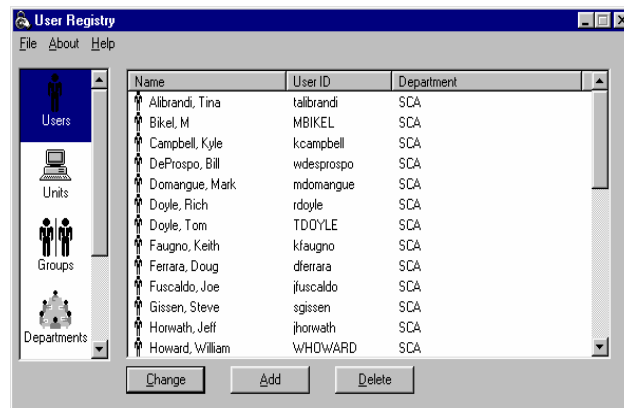 User Registry
File About Help
Name User ID Department
Alibrandi, Tina talibrandi SCA
Bikel, M MBIKEL SCA
Campbell, Kyle kcampbell SCA
DeProspo, Bill wdesprospo SCA
Domangue, Mark mdomangue SCA
Doyle, Rich rdoyle SCA
Doyle, Tom TDOYLE SCA
Faugno, Keith kfaugno SCA
Ferrara, Doug dferrara SCA
Fuscaldo, Joe jfuscaldo SCA
Gissen, Steve sgissen SCA
Horwath, Jeff jhorwath SCA
Howard, William WHOWARD SCA
Users
Units
Groups
Departments
Change Add Delete